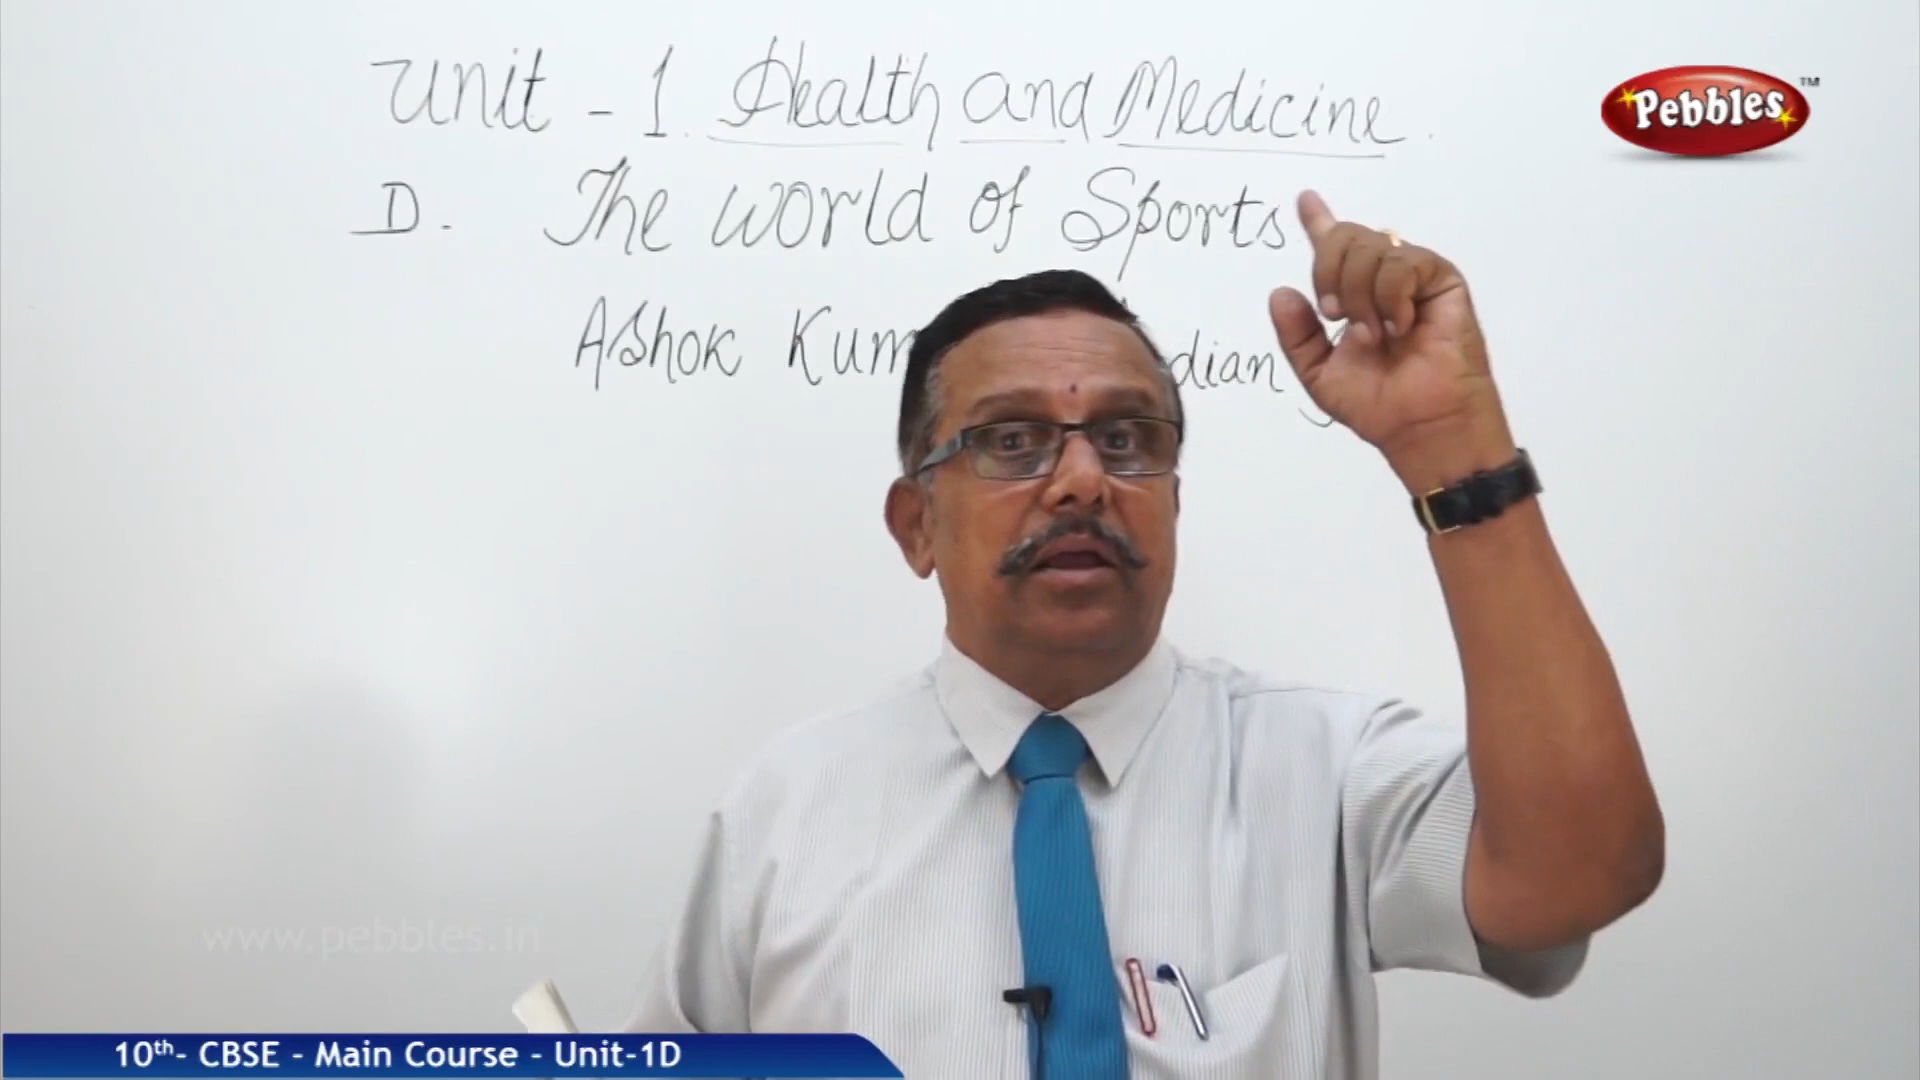 Unit - 1. Health and Medicine.
Pebbles TM
D. The world of Sports
Ashok
www.pebbles.in
10th- CBSE - Main Course - Unit-1D